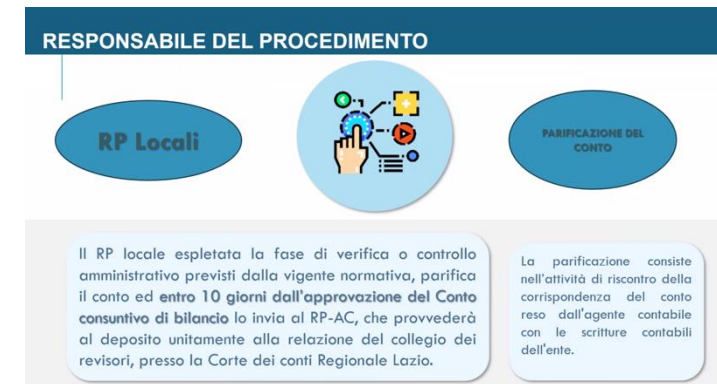 RESPONSABILE DEL PROCEDIMENTO
RP Locali
PARIFICAZIONE DEL
CONTO
Il RP locale espletata la fase di verifica o controllo
amministrativo previsti dalla vigente normativa, parifica
il conto ed entro 10 giorni dall'approvazione del Conto
consuntivo di bilancio lo invia al RP-AC, che provvederà
al deposito unitamente alla relazione del collegio dei
revisori, presso la Corte dei conti Regionale Lazio.
La parificazione consiste
nell'attività di riscontro della
corrispondenza del conto
reso dall'agente contabile
con le scritture contabili
dell'ente.